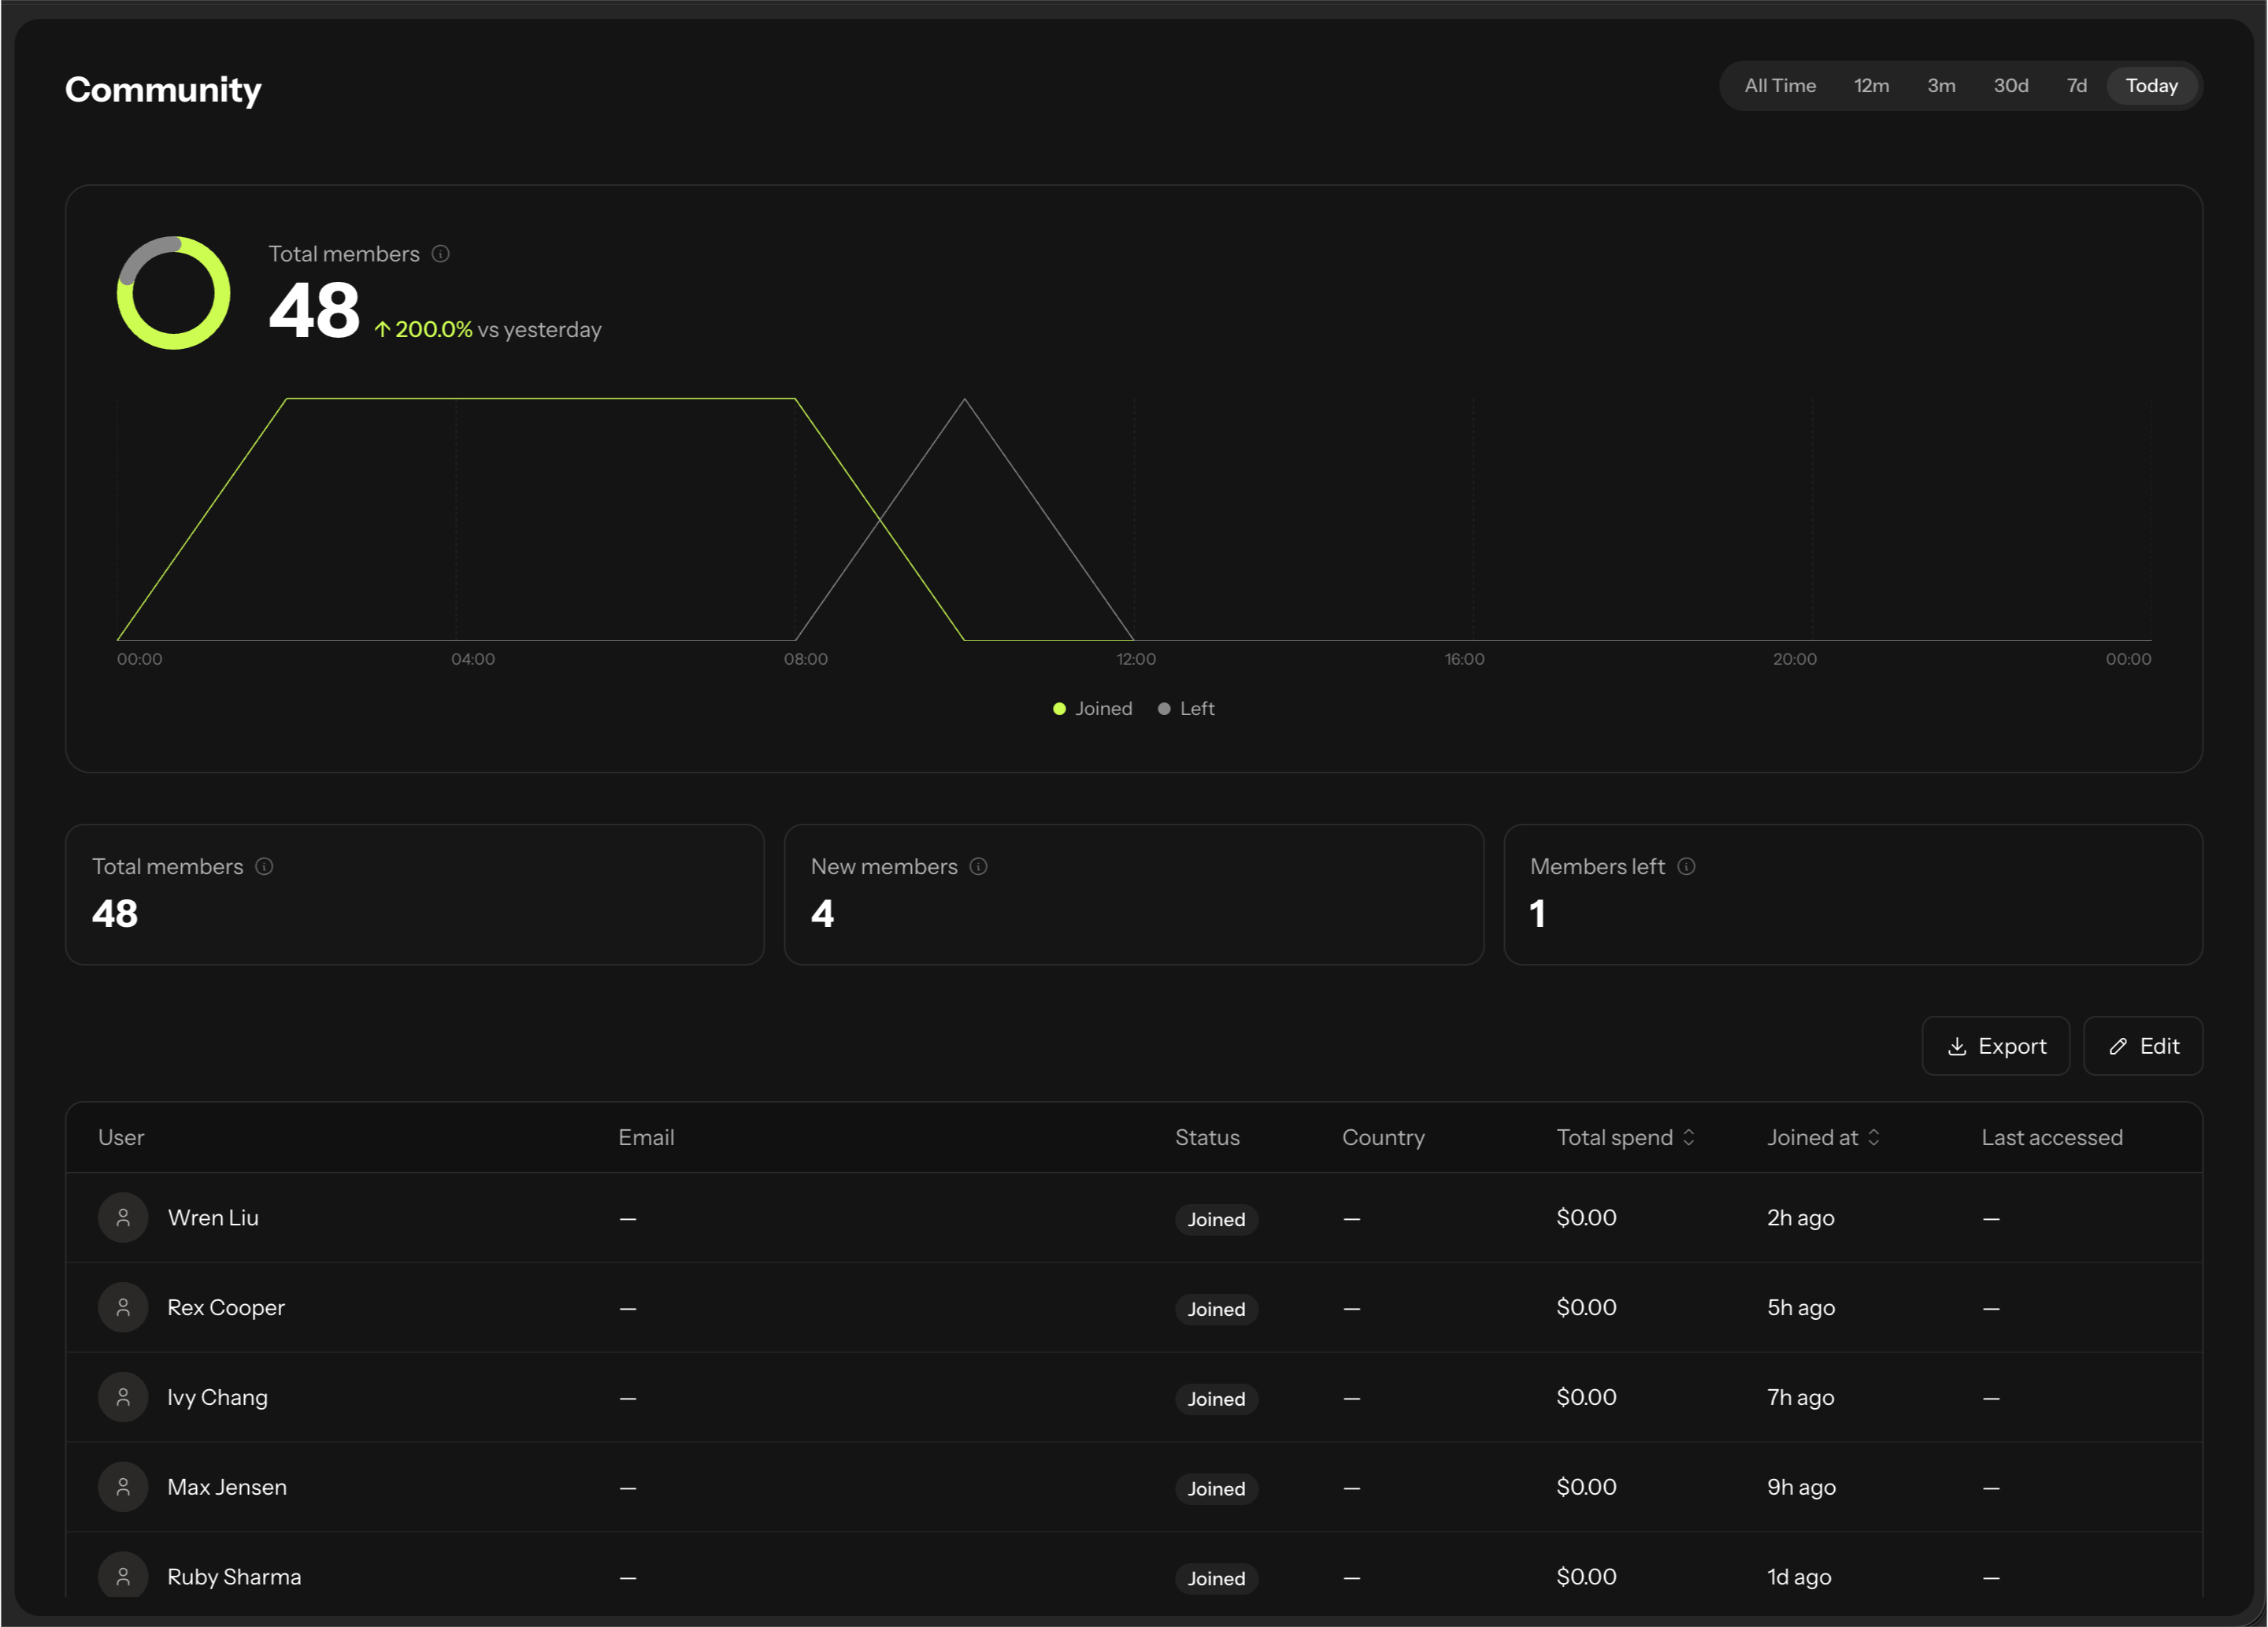 Community
All Time 12m 3m 30d 7d Today
Total members
48 ↑ 200.0% vs yesterday
00:00 04:00 08:00 12:00 16:00 20:00 00:00
Joined Left
Total members New members Members left
48 4 1
Export Edit
User Email Status Country Total spend Joined at Last accessed
Wren Liu — Joined — $0.00 2h ago —
Rex Cooper — Joined — $0.00 5h ago —
Ivy Chang — Joined — $0.00 7h ago —
Max Jensen — Joined — $0.00 9h ago —
Ruby Sharma — Joined — $0.00 1d ago —